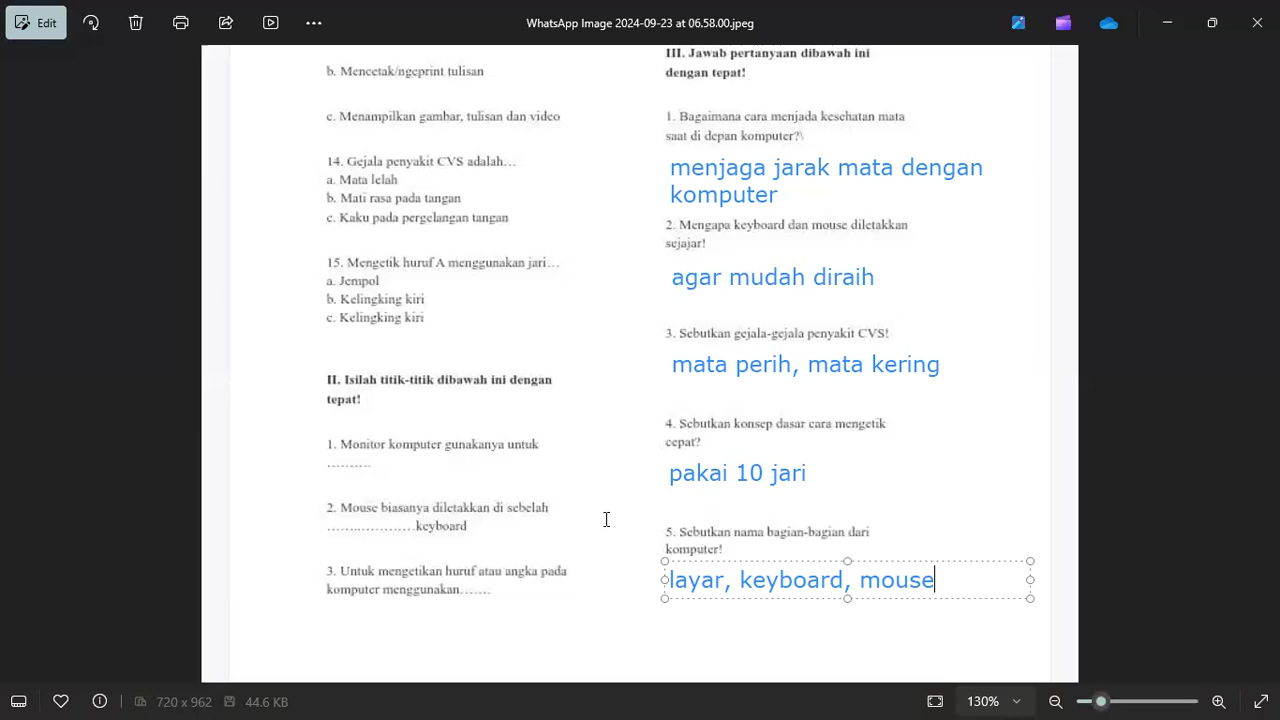 Edit
WhatsApp Image 2024-09-23 at 06.58.00.jpeg
b. Mencetak/ngeprint tulisan
c. Menampilkan gambar, tulisan dan video
14. Gejala penyakit CVS adalah…
a. Mata lelah
b. Mati rasa pada tangan
c. Kaku pada pergelangan tangan
15. Mengetik huruf A menggunakan jari…
a. Jempol
b. Kelingking kiri
c. Kelingking kiri
II. Isilah titik-titik dibawah ini dengan
tepat!
1. Monitor komputer gunakanya untuk
……….
2. Mouse biasanya diletakkan di sebelah
……..…………keyboard
3. Untuk mengetikan huruf atau angka pada
komputer menggunakan…….
III. Jawab pertanyaan dibawah ini
dengan tepat!
1. Bagaimana cara menjada kesehatan mata
saat di depan komputer?\
menjaga jarak mata dengan
komputer
2. Mengapa keyboard dan mouse diletakkan
sejajar!
agar mudah diraih
3. Sebutkan gejala-gejala penyakit CVS!
mata perih, mata kering
4. Sebutkan konsep dasar cara mengetik
cepat?
pakai 10 jari
5. Sebutkan nama bagian-bagian dari
komputer!
layar, keyboard, mouse
720 x 962
44.6 KB
130%